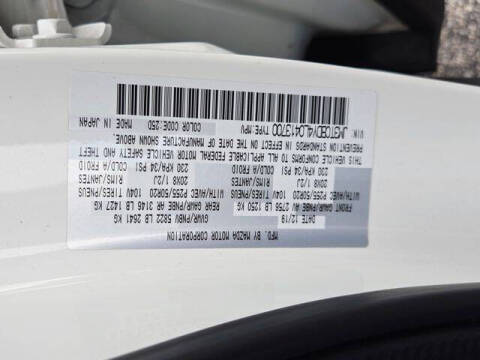 MFD. BY MAZDA MOTOR CORPORATION
12/19 GVWR/PNBV 5822 LB 2641 KG
FRONT GAWR/PNBE AV 2756 LB 1250 KG REAR GAWR/PNBE AR 3146 LB 1427 KG
WITH/AVEC P255/50R20 104V TIRES/PNEUS WITH/AVEC P255/50R20 104V TIRES/PNEUS
20X8 1/2J RIMS/JANTES 20X8 1/2J RIMS/JANTES
230 KPA/34 PSI COLD/A FROID 230 KPA/34 PSI COLD/A FROID
THIS VEHICLE CONFORMS TO ALL APPLICABLE FEDERAL MOTOR VEHICLE SAFETY AND THEFT
PREVENTION STANDARDS IN EFFECT ON THE DATE OF MANUFACTURE SHOWN ABOVE.
VIN: TYPE:MPV COLOR CODE:25D MADE IN JAPAN